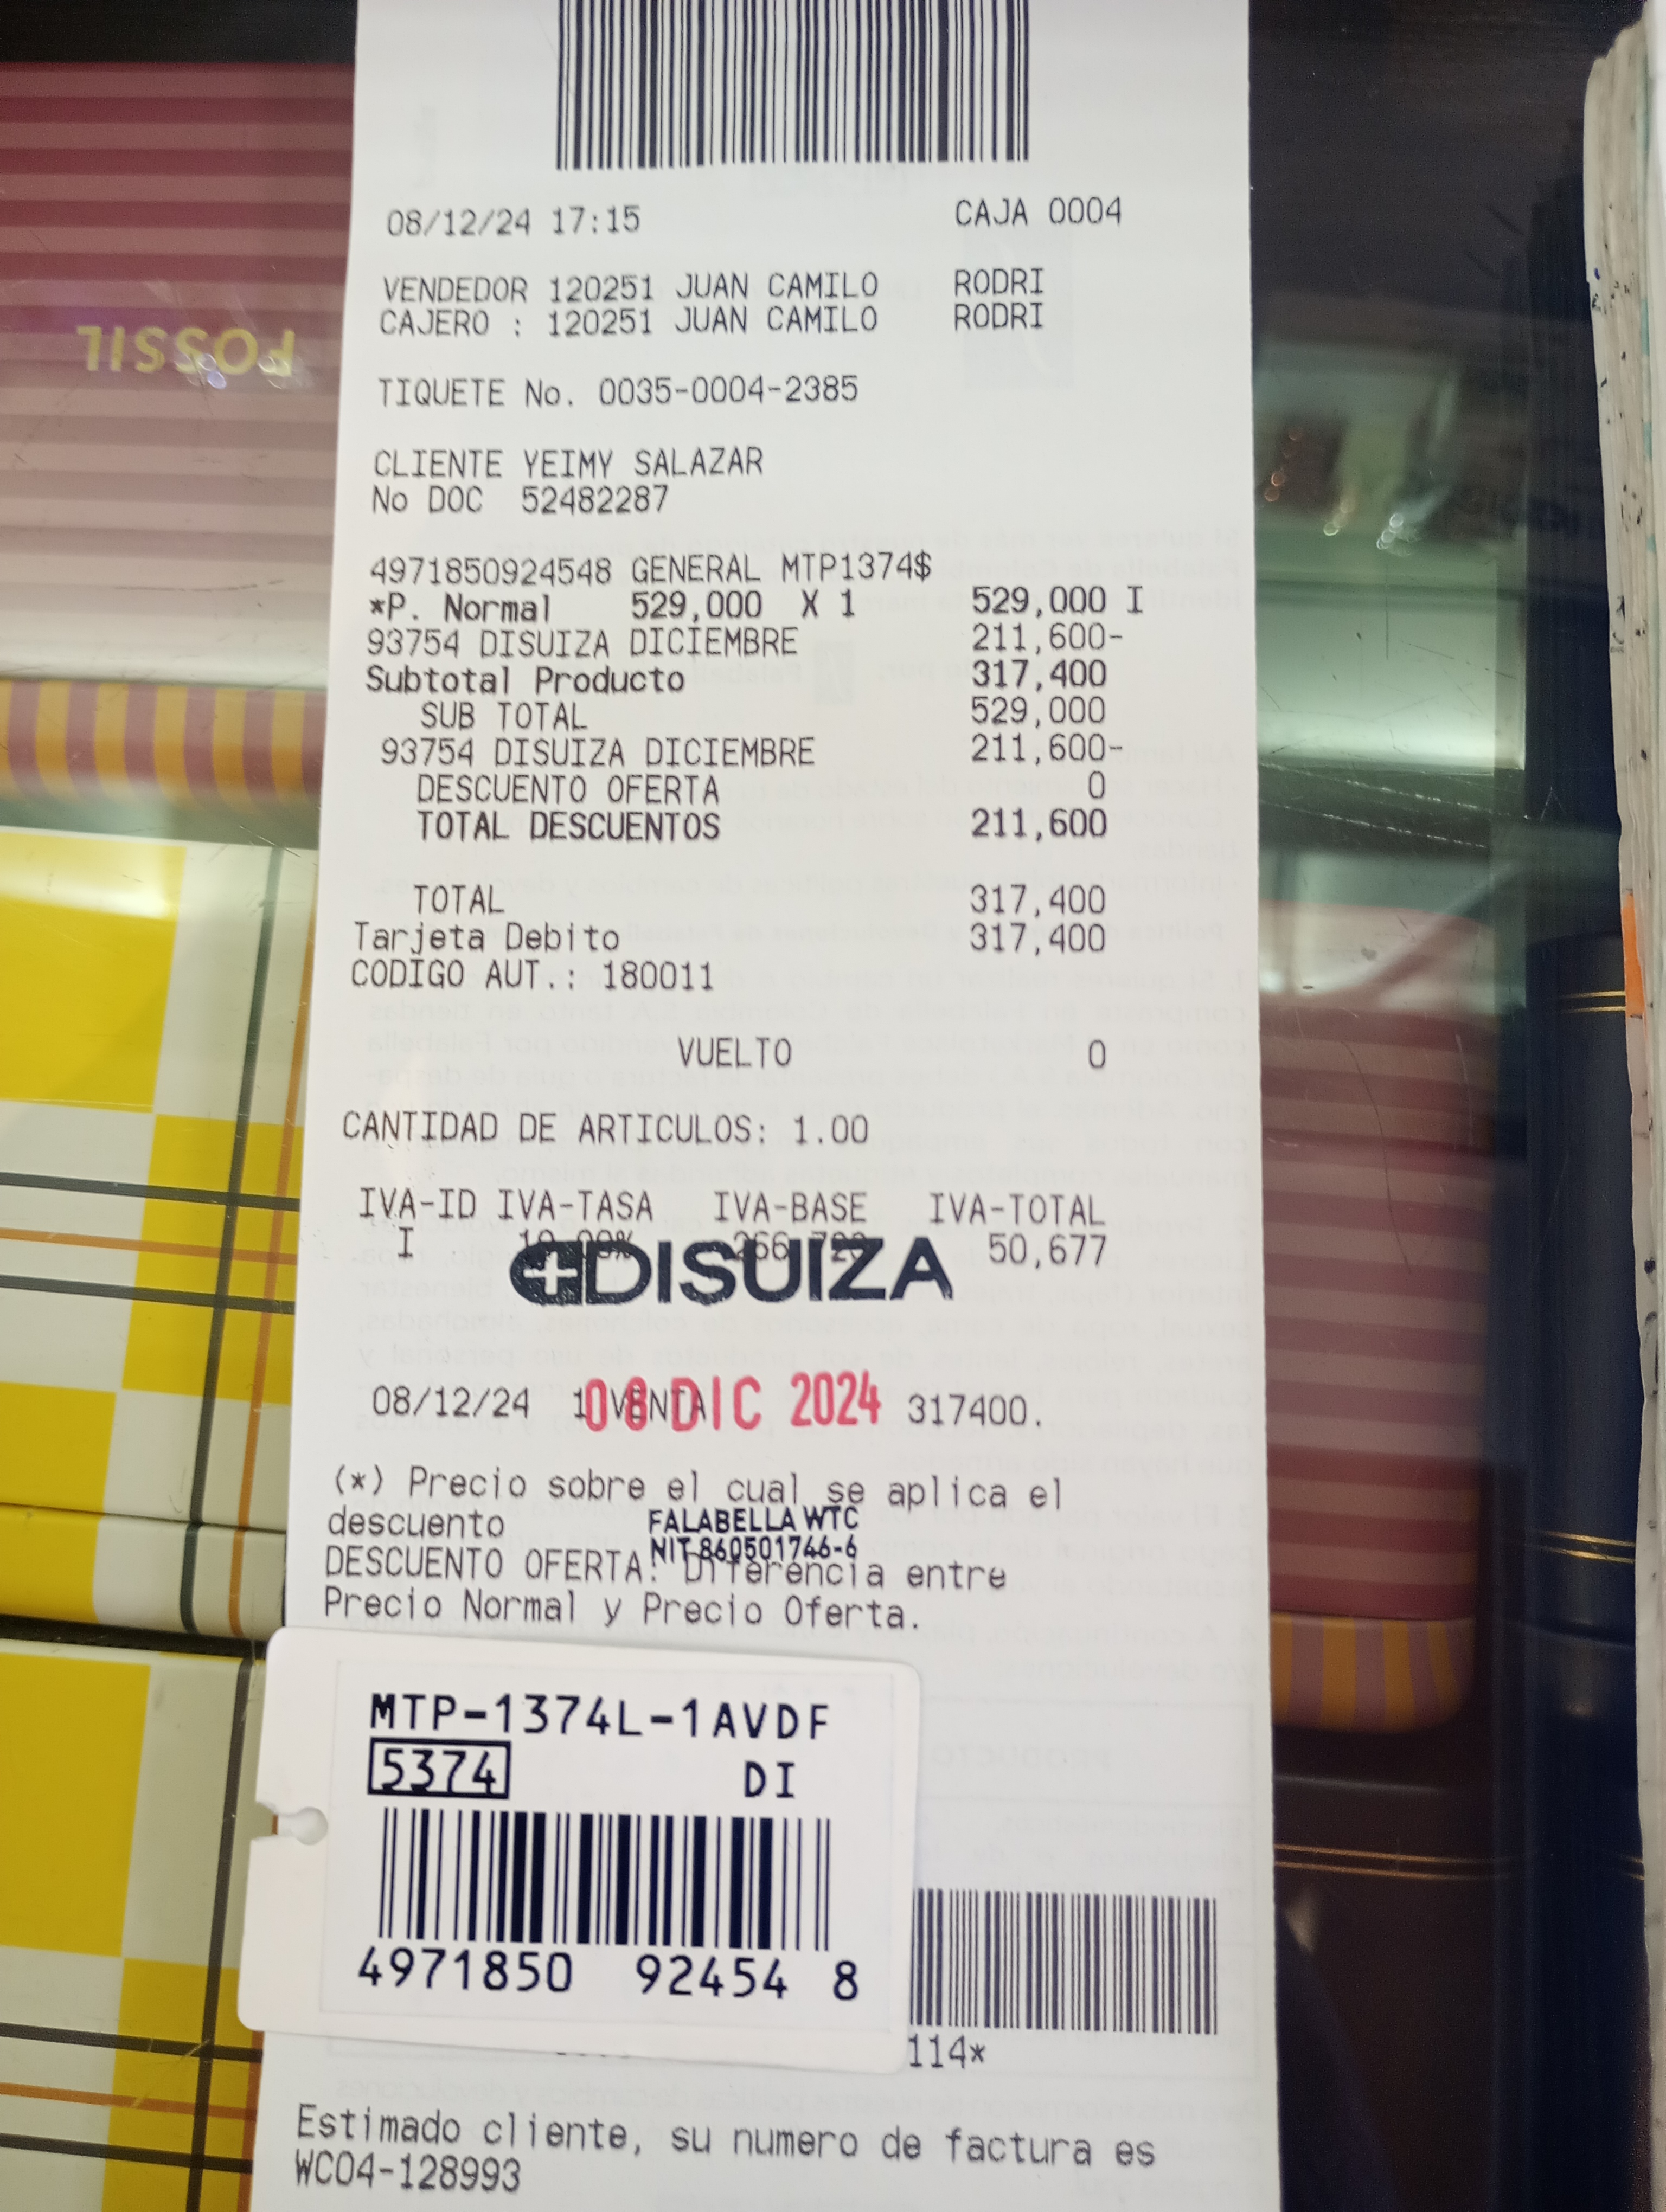 08/12/24 17:15 CAJA 0004
VENDEDOR 120251 JUAN CAMILO RODRI
CAJERO : 120251 JUAN CAMILO RODRI
TIQUETE No. 0035-0004-2385
CLIENTE YEIMY SALAZAR
No DOC 52482287
4971850924548 GENERAL MTP1374$
*P. Normal 529,000 X 1 529,000 I
93754 DISUIZA DICIEMBRE 211,600-
Subtotal Producto 317,400
SUB TOTAL 529,000
93754 DISUIZA DICIEMBRE 211,600-
DESCUENTO OFERTA 0
TOTAL DESCUENTOS 211,600
TOTAL 317,400
Tarjeta Debito 317,400
CODIGO AUT.: 180011
VUELTO 0
CANTIDAD DE ARTICULOS: 1.00
IVA-ID IVA-TASA IVA-BASE IVA-TOTAL
I 50,677
DISUIZA
08/12/24 1 VENTA 317400.
08 DIC 2024
(*) Precio sobre el cual se aplica el
descuento
FALABELLA WTC
NIT 860501746-6
DESCUENTO OFERTA: Diferencia entre
Precio Normal y Precio Oferta.
MTP-1374L-1AVDF
5374 DI
4971850 92454 8
114*
Estimado cliente, su numero de factura es
WC04-128993
FOSSIL